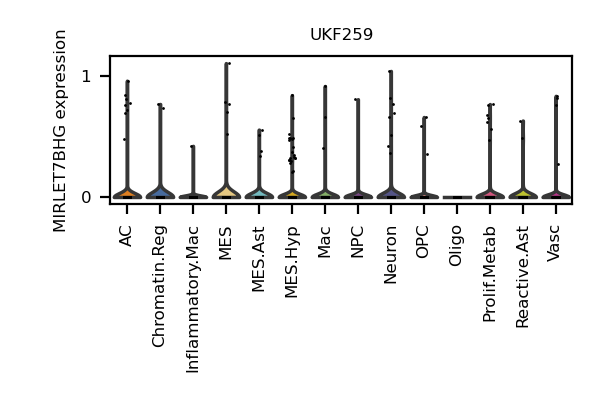 UKF259
MIRLET7BHG expression
1
0
AC
Chromatin.Reg
Inflammatory.Mac
MES
MES.Ast
MES.Hyp
Mac
NPC
Neuron
OPC
Oligo
Prolif.Metab
Reactive.Ast
Vasc